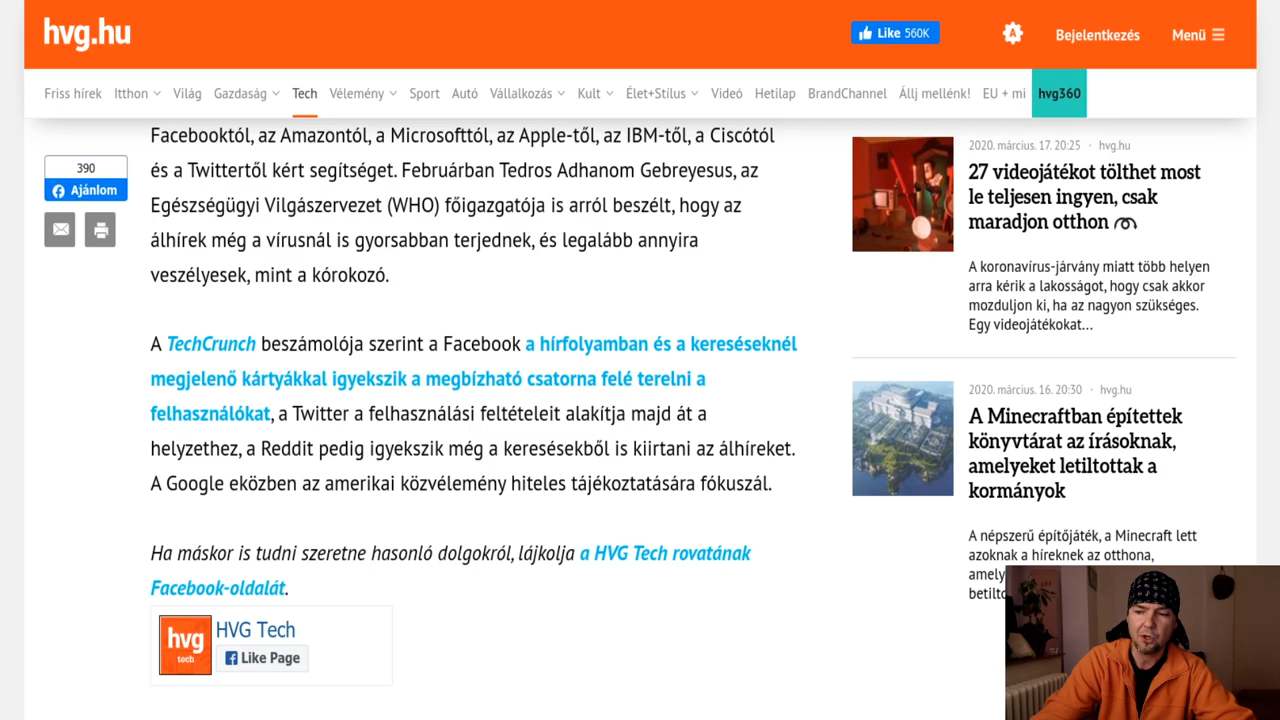 hvg.hu
Like 560K
A
Bejelentkezés
Menü
Friss hírek
Itthon
Világ
Gazdaság
Tech
Vélemény
Sport
Autó
Vállalkozás
Kult
Élet+Stílus
Videó
Hetilap
BrandChannel
Állj mellénk!
EU + mi
hvg360
390
Ajánlom
Facebooktól, az Amazontól, a Microsofttól, az Apple-től, az IBM-től, a Ciscótól
és a Twittertől kért segítséget. Februárban Tedros Adhanom Gebreyesus, az
Egészségügyi Vilgászervezet (WHO) főigazgatója is arról beszélt, hogy az
álhírek még a vírusnál is gyorsabban terjednek, és legalább annyira
veszélyesek, mint a kórokozó.
A TechCrunch beszámolója szerint a Facebook a hírfolyamban és a kereséseknél
megjelenő kártyákkal igyekszik a megbízható csatorna felé terelni a
felhasználókat, a Twitter a felhasználási feltételeit alakítja majd át a
helyzethez, a Reddit pedig igyekszik még a keresésekből is kiirtani az álhíreket.
A Google eközben az amerikai közvélemény hiteles tájékoztatására fókuszál.
Ha máskor is tudni szeretne hasonló dolgokról, lájkolja a HVG Tech rovatának
Facebook-oldalát.
hvg
tech
HVG Tech
Like Page
2020. március. 17. 20:25 · hvg.hu
27 videojátékot tölthet most
le teljesen ingyen, csak
maradjon otthon
A koronavírus-járvány miatt több helyen
arra kérik a lakosságot, hogy csak akkor
mozduljon ki, ha az nagyon szükséges.
Egy videojátékokat...
2020. március. 16. 20:30 · hvg.hu
A Minecraftban építettek
könyvtárat az írásoknak,
amelyeket letiltottak a
kormányok
A népszerű építőjáték, a Minecraft lett
azoknak a híreknek az otthona,
amely
betilto